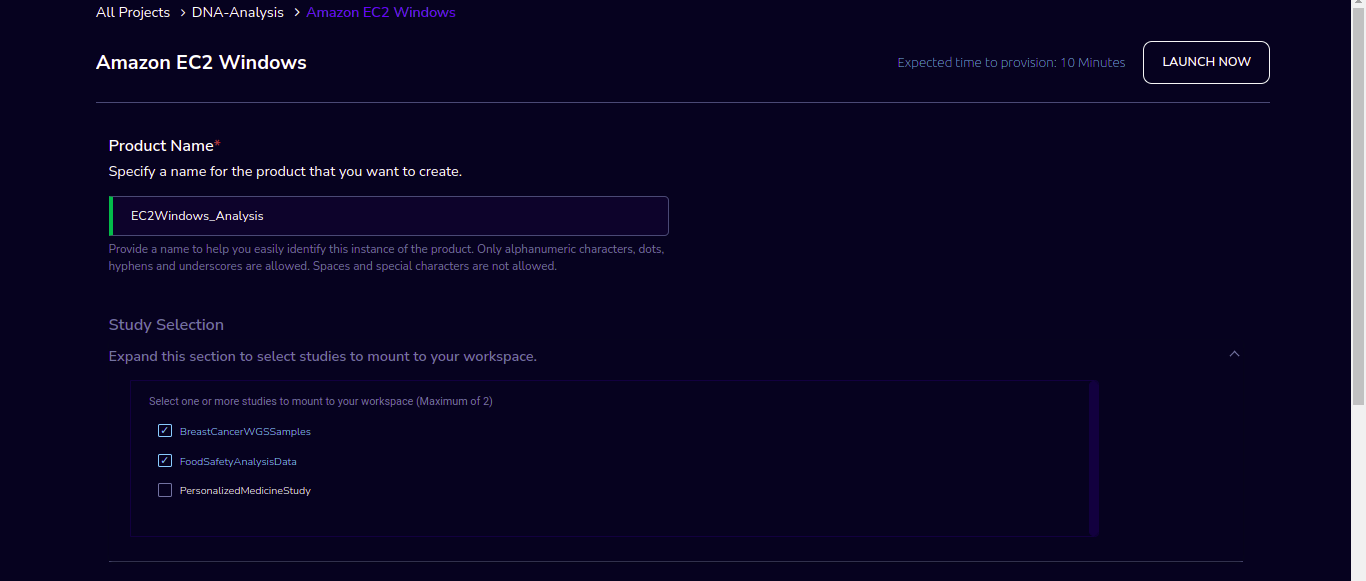 All Projects > DNA-Analysis > Amazon EC2 Windows
Amazon EC2 Windows
Expected time to provision: 10 Minutes
LAUNCH NOW
Product Name*
Specify a name for the product that you want to create.
EC2Windows_Analysis
Provide a name to help you easily identify this instance of the product. Only alphanumeric characters, dots,
hyphens and underscores are allowed. Spaces and special characters are not allowed.
Study Selection
Expand this section to select studies to mount to your workspace.
Select one or more studies to mount to your workspace (Maximum of 2)
BreastCancerWGSSamples
FoodSafetyAnalysisData
PersonalizedMedicineStudy